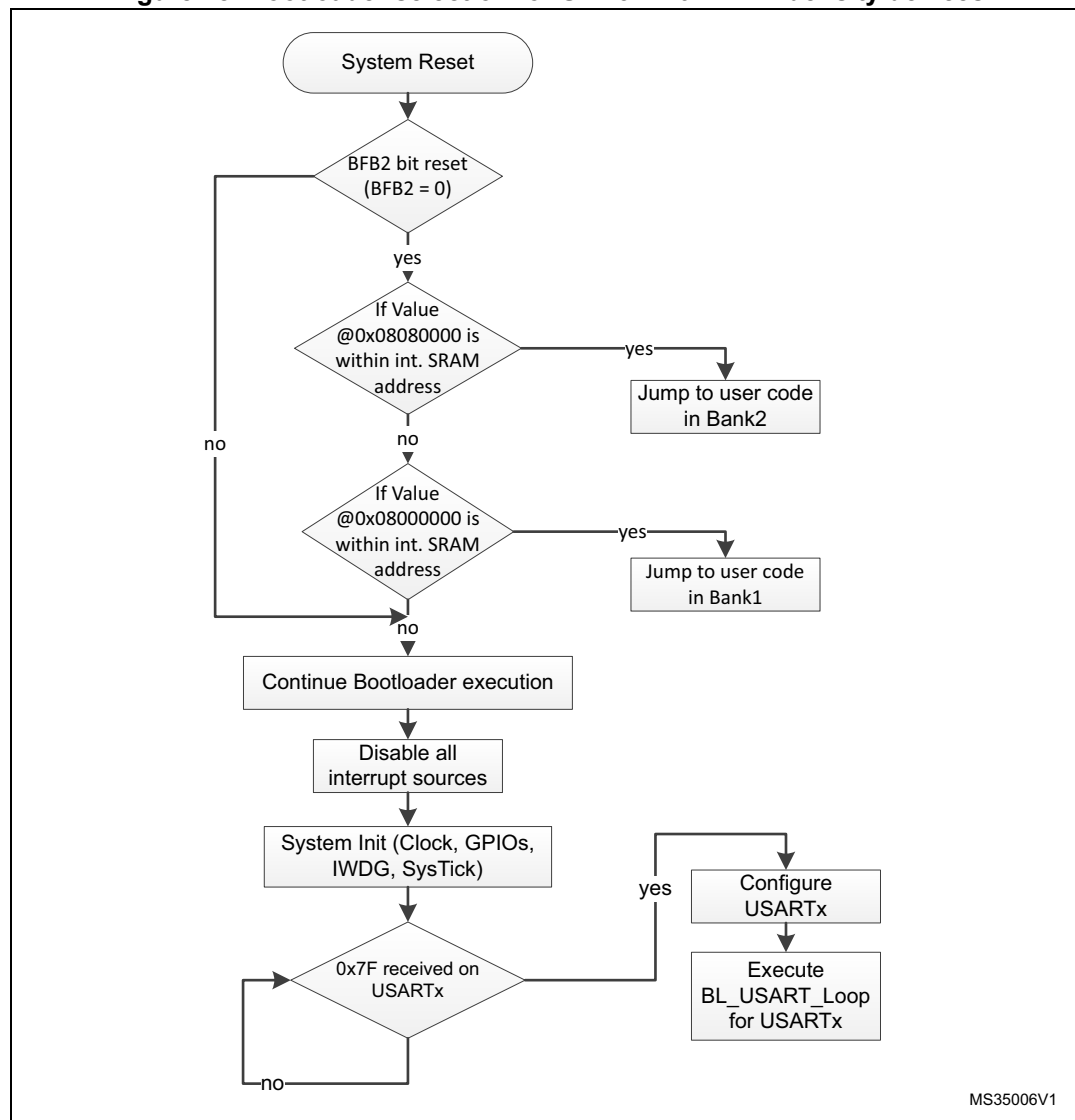 System Reset
BFB2 bit reset
(BFB2 = 0)
yes
If Value
@0x08080000 is
within int. SRAM
address
yes
Jump to user code
in Bank2
no
no
If Value
@0x08000000 is
within int. SRAM
address
yes
Jump to user code
in Bank1
no
Continue Bootloader execution
Disable all
interrupt sources
System Init (Clock, GPIOs,
IWDG, SysTick)
yes
Configure
USARTx
0x7F received on
USARTx
Execute
BL_USART_Loop
for USARTx
no
MS35006V1